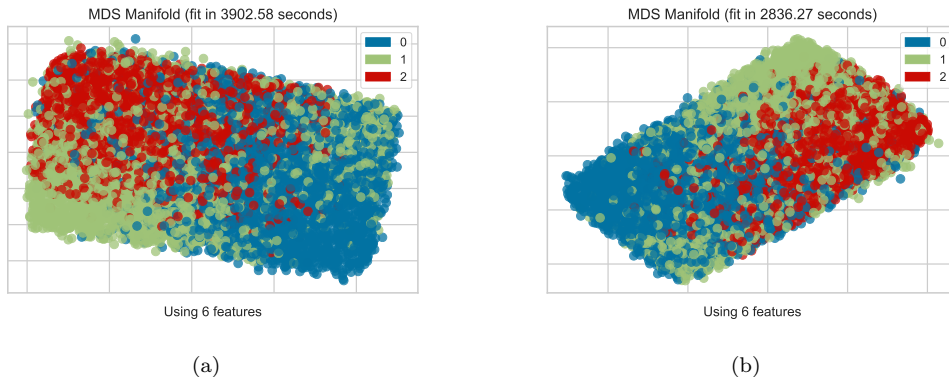 MDS Manifold (fit in 3902.58 seconds)
0
1
2
Using 6 features
(a)
MDS Manifold (fit in 2836.27 seconds)
0
1
2
Using 6 features
(b)